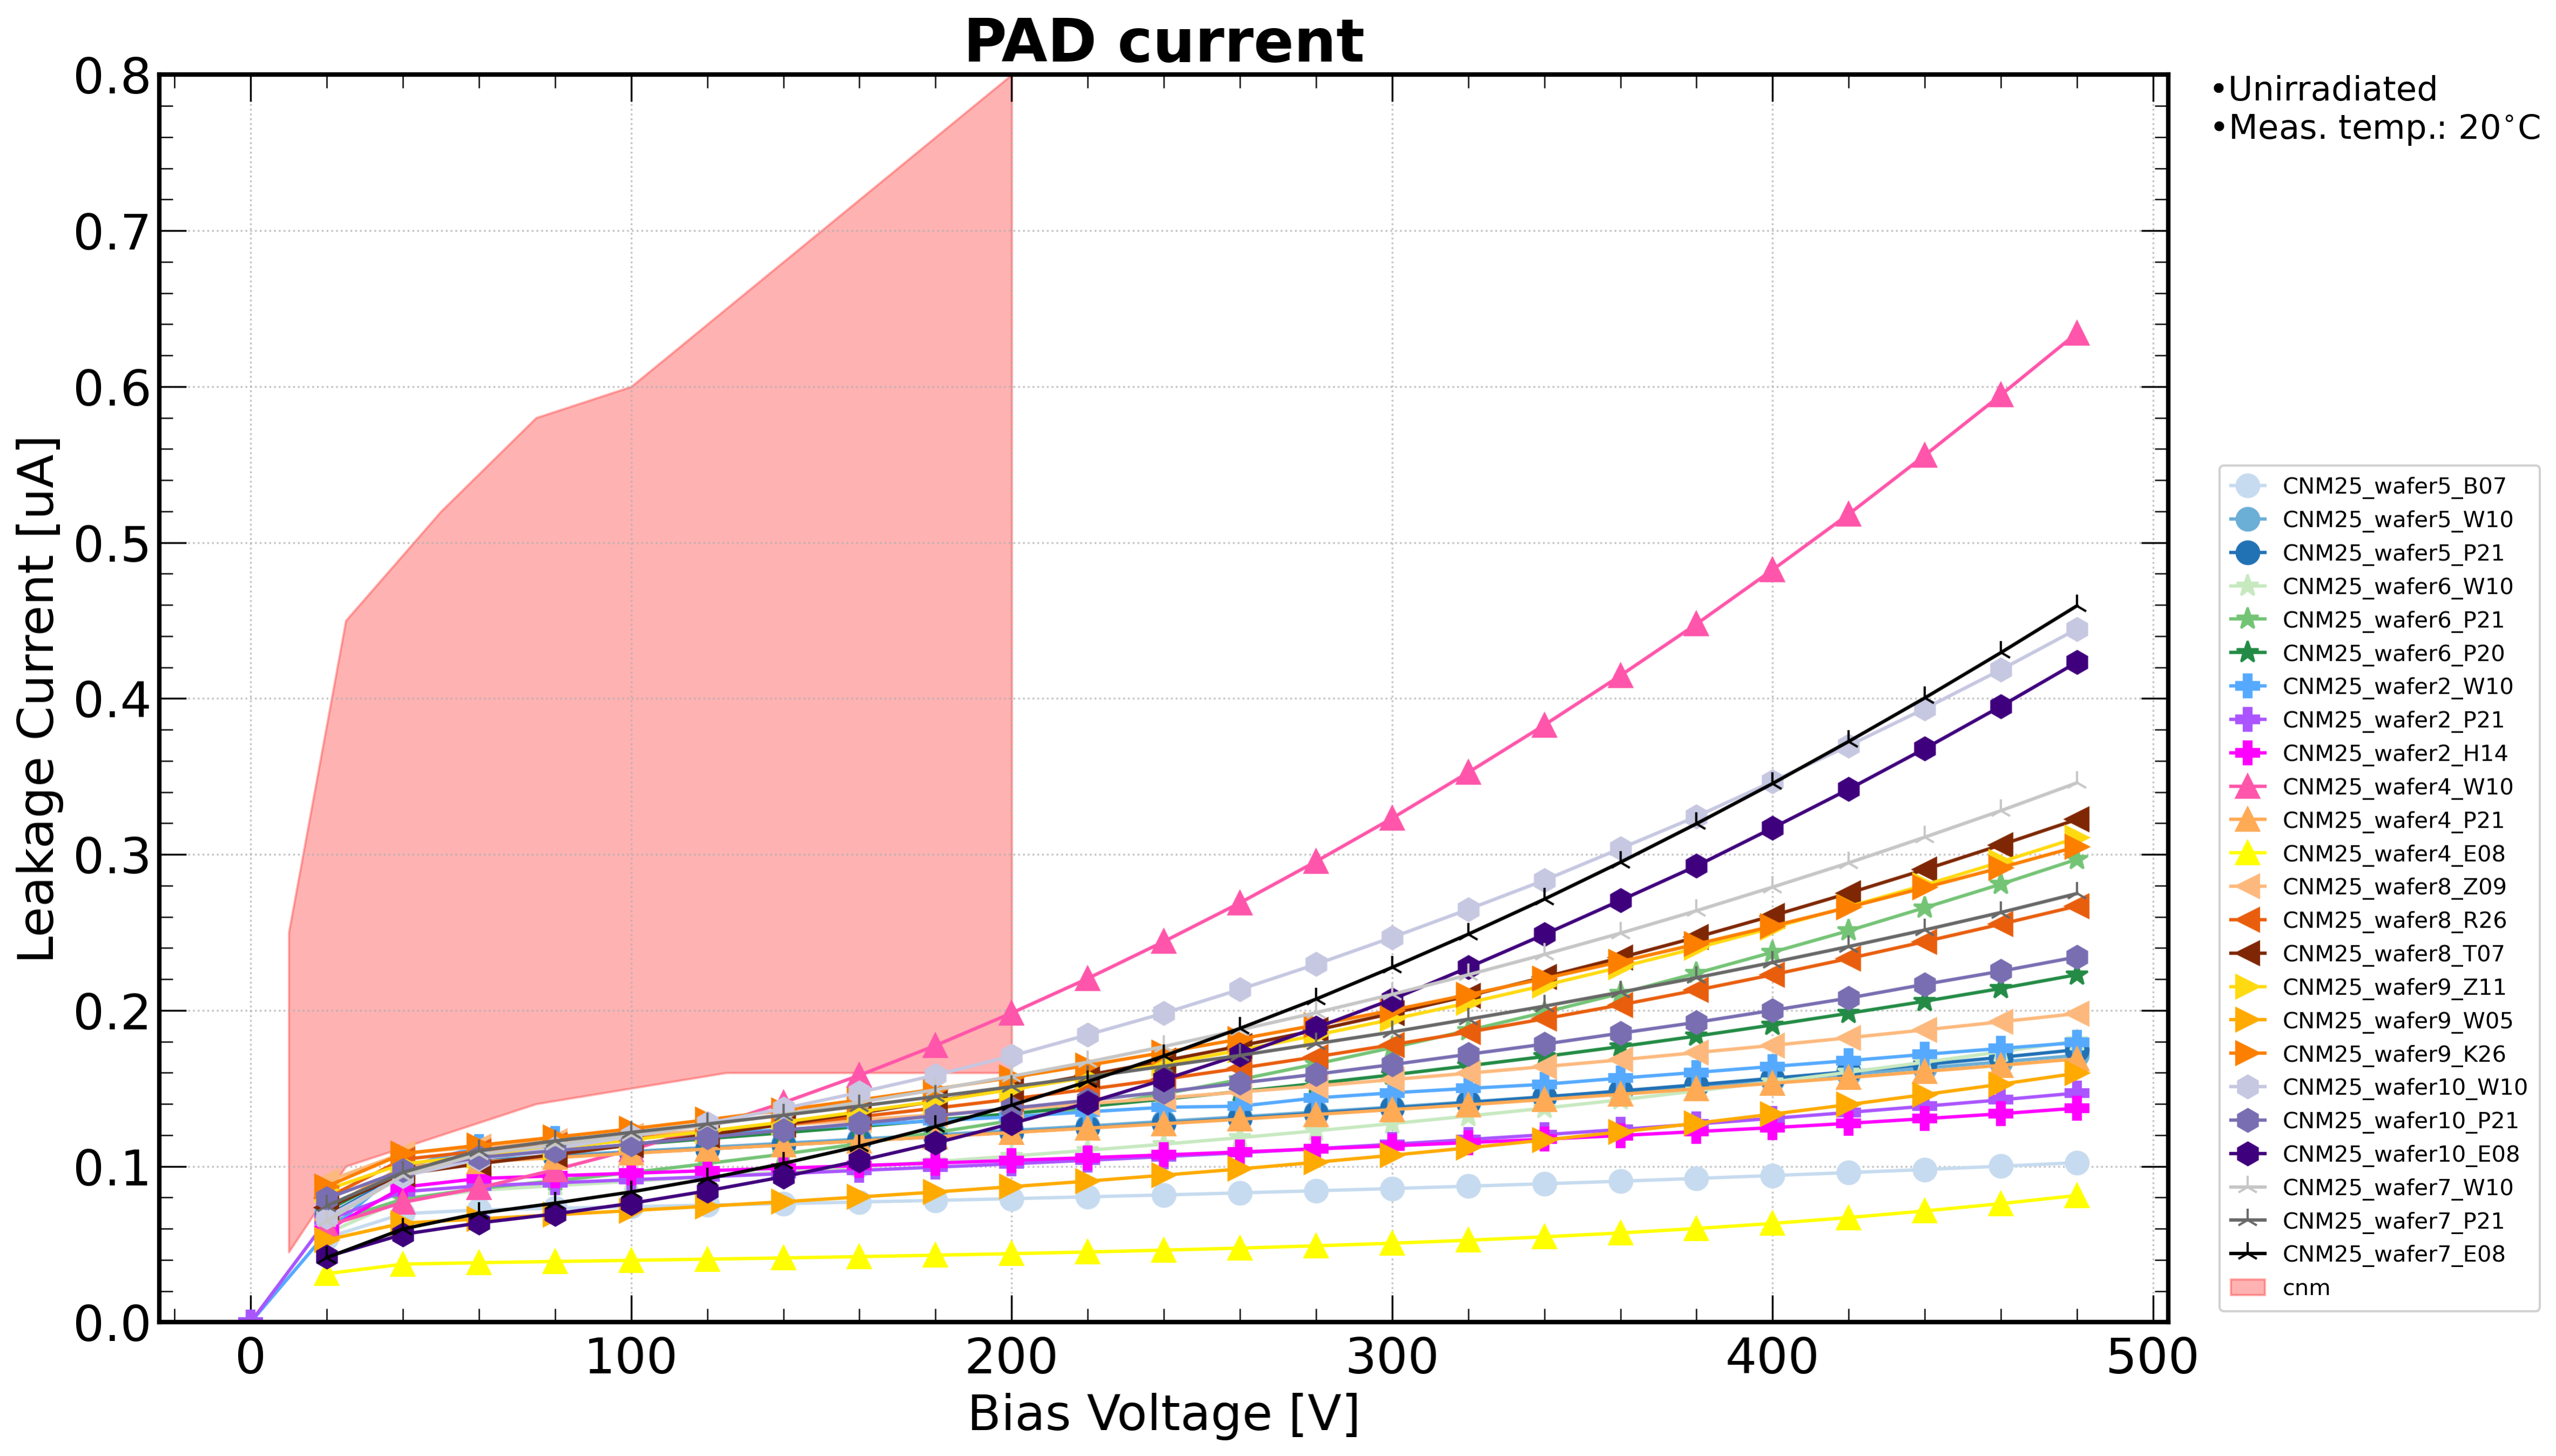 PAD current
•Unirradiated
•Meas. temp.: 20°C
Leakage Current [uA]
0.8
0.7
0.6
0.5
0.4
0.3
0.2
0.1
0.0
0 100 200 300 400 500
Bias Voltage [V]
CNM25_wafer5_B07
CNM25_wafer5_W10
CNM25_wafer5_P21
CNM25_wafer6_W10
CNM25_wafer6_P21
CNM25_wafer6_P20
CNM25_wafer2_W10
CNM25_wafer2_P21
CNM25_wafer2_H14
CNM25_wafer4_W10
CNM25_wafer4_P21
CNM25_wafer4_E08
CNM25_wafer8_Z09
CNM25_wafer8_R26
CNM25_wafer8_T07
CNM25_wafer9_Z11
CNM25_wafer9_W05
CNM25_wafer9_K26
CNM25_wafer10_W10
CNM25_wafer10_P21
CNM25_wafer10_E08
CNM25_wafer7_W10
CNM25_wafer7_P21
CNM25_wafer7_E08
cnm